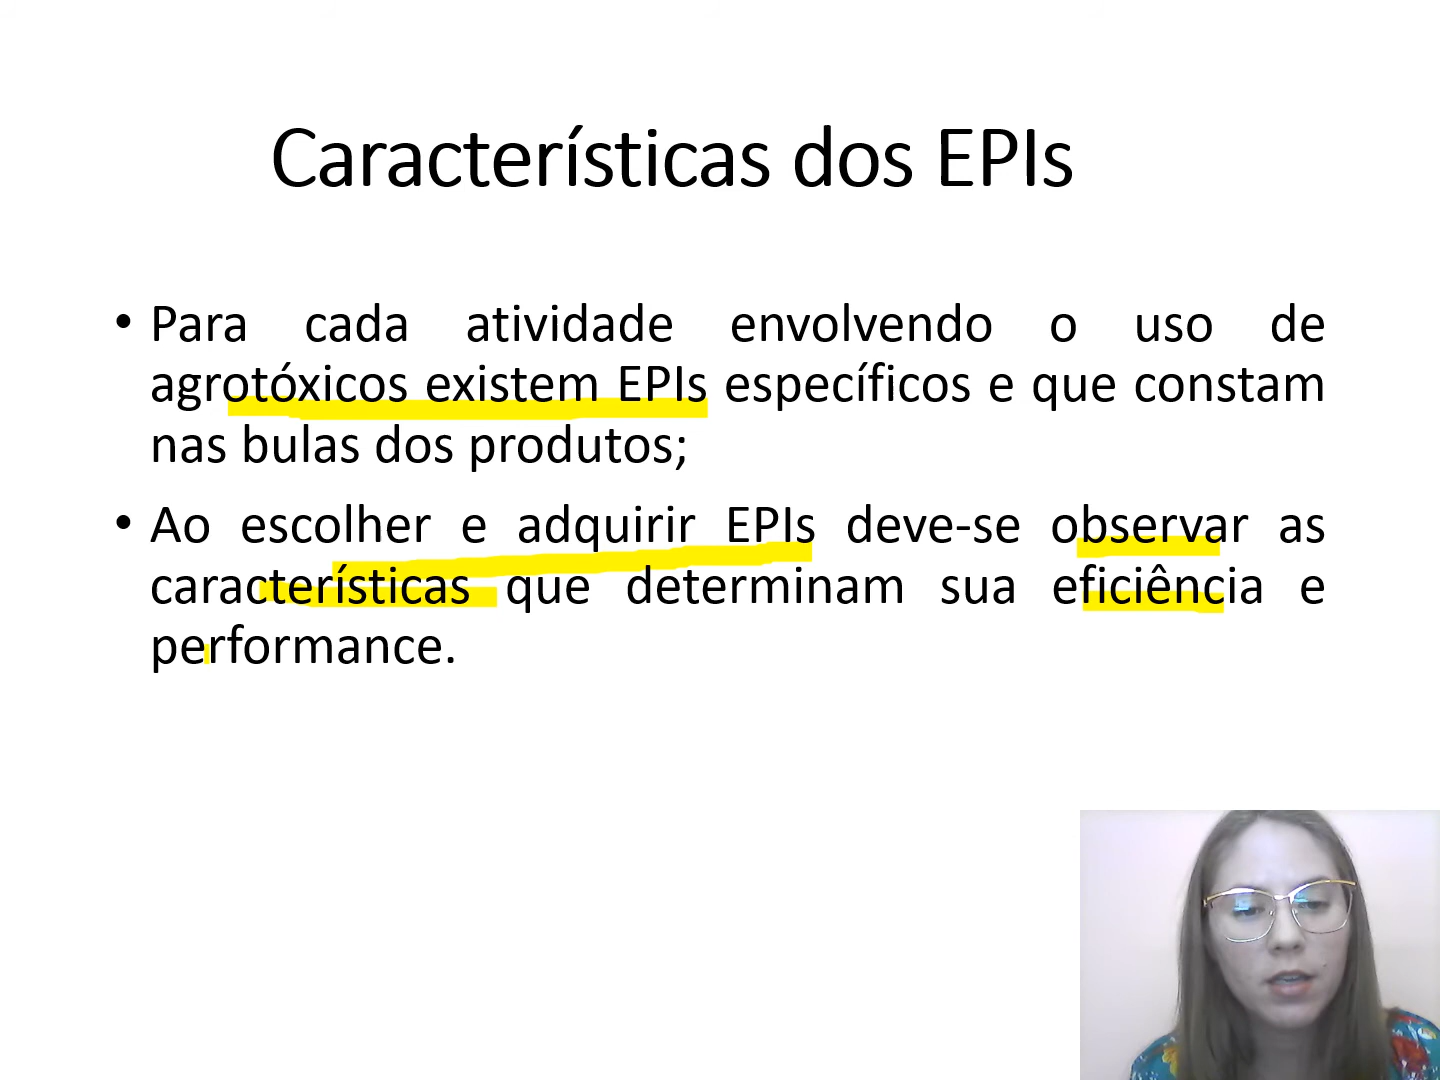 Características dos EPIs
• Para cada atividade envolvendo o uso de
agrotóxicos existem EPIs específicos e que constam
nas bulas dos produtos;
• Ao escolher e adquirir EPIs deve-se observar as
características que determinam sua eficiência e
performance.